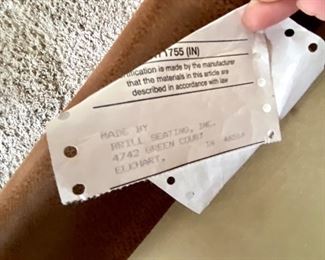 1755 (IN)
Certification is made by the manufacturer
that the materials in this article are
described in accordance with law
MADE BY
BRILL SEATING, INC.
4742 GREEN COURT
ELKHART, IN